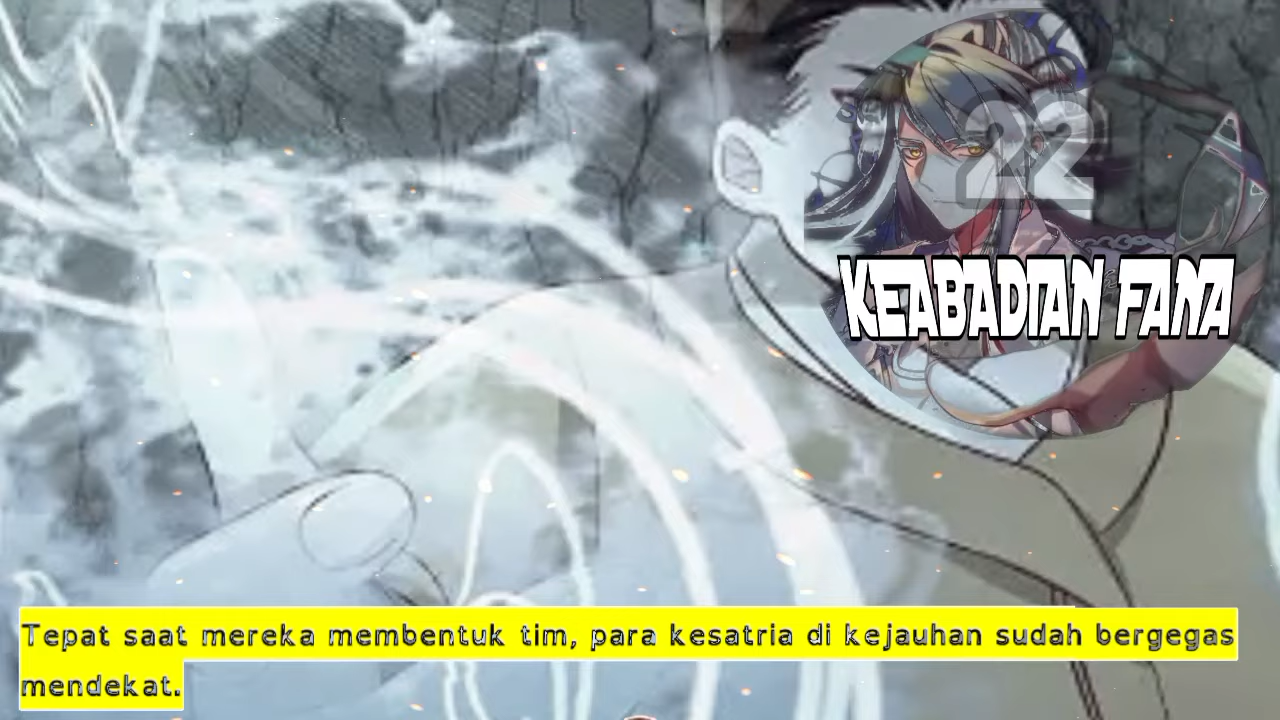 22
KEABADIAN FANA
Tepat saat mereka membentuk tim, para kesatria di kejauhan sudah bergegas
mendekat.